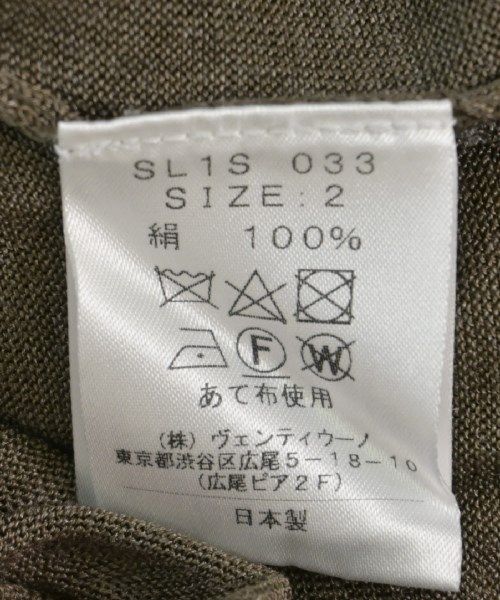 SL1S 033
SIZE:2
絹 100%
F W
あて布使用
(株) ヴェンティウーノ
東京都渋谷区広尾5-18-10
(広尾ピア2F)
日本製